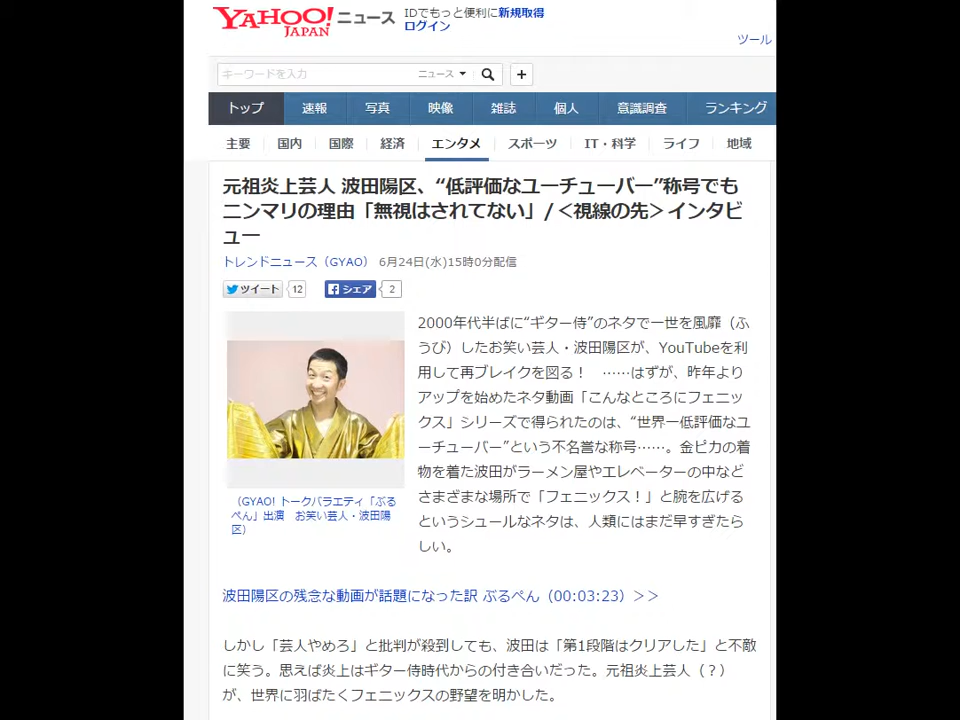 YAHOO! JAPAN ニュース
IDでもっと便利に新規取得
ログイン
ツール
キーワードを入力 ニュース
トップ 速報 写真 映像 雑誌 個人 意識調査 ランキング
主要 国内 国際 経済 エンタメ スポーツ IT・科学 ライフ 地域
元祖炎上芸人 波田陽区、“低評価なユーチューバー”称号でも
ニンマリの理由「無視はされてない」/ ＜視線の先＞インタビ
ュー
トレンドニュース（GYAO） 6月24日(水)15時0分配信
ツイート 12 シェア 2
2000年代半ばに“ギター侍”のネタで一世を風靡（ふ
うび）したお笑い芸人・波田陽区が、YouTubeを利
用して再ブレイクを図る！　……はずが、昨年より
アップを始めたネタ動画「こんなところにフェニッ
クス」シリーズで得られたのは、“世界一低評価なユ
ーチューバー”という不名誉な称号……。金ピカの着
物を着た波田がラーメン屋やエレベーターの中など
さまざまな場所で「フェニックス！」と腕を広げる
というシュールなネタは、人類にはまだ早すぎたら
しい。
（GYAO! トークバラエティ「ぶる
ぺん」出演　お笑い芸人・波田陽
区）
波田陽区の残念な動画が話題になった訳 ぶるぺん（00:03:23）＞＞
しかし「芸人やめろ」と批判が殺到しても、波田は「第1段階はクリアした」と不敵
に笑う。思えば炎上はギター侍時代からの付き合いだった。元祖炎上芸人（？）
が、世界に羽ばたくフェニックスの野望を明かした。